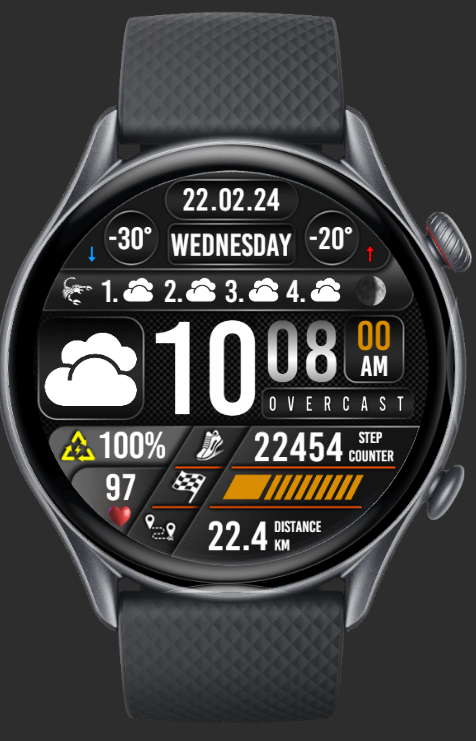 22.02.24
-30° WEDNESDAY -20°
1. 2. 3. 4.
10 08 00
AM
OVERCAST
100% 22454 STEP COUNTER
97
22.4 DISTANCE KM